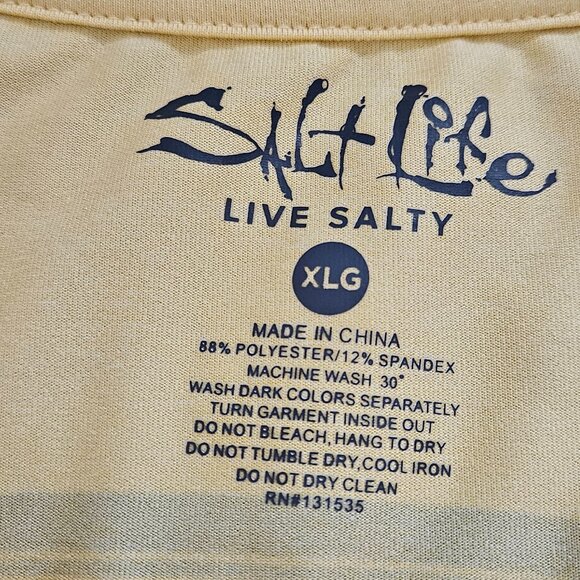 Salt Life
LIVE SALTY
XLG
MADE IN CHINA
88% POLYESTER/12% SPANDEX
MACHINE WASH 30°
WASH DARK COLORS SEPARATELY
TURN GARMENT INSIDE OUT
DO NOT BLEACH, HANG TO DRY
DO NOT TUMBLE DRY, COOL IRON
DO NOT DRY CLEAN
RN#131535